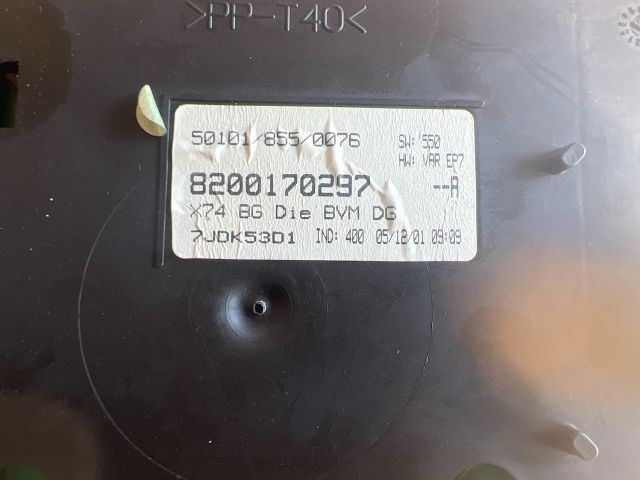 >PP-T40<
50101/855/0076 SW: S50
HW: VAR EP7
8200170297 --A
X74 BG Die BVM DG
7JDK53D1 IND: 400 05/12/01 09:09